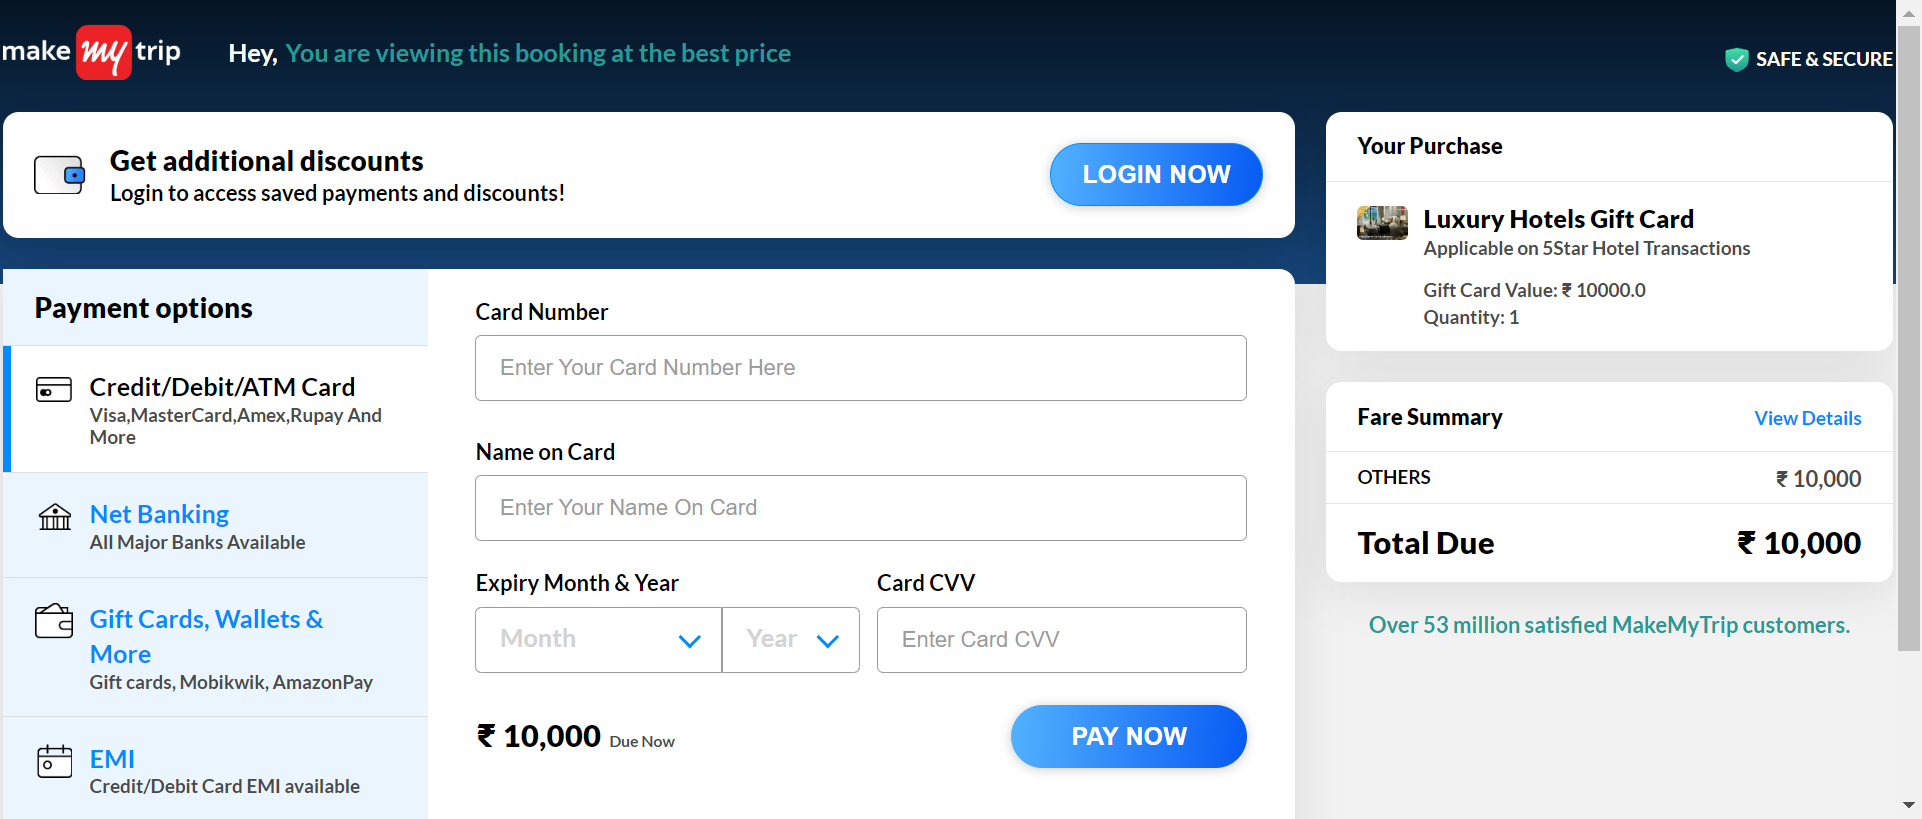 make my trip
Hey, You are viewing this booking at the best price
SAFE & SECURE
Get additional discounts
Login to access saved payments and discounts!
LOGIN NOW
Payment options
Credit/Debit/ATM Card
Visa,MasterCard,Amex,Rupay And
More
Net Banking
All Major Banks Available
Gift Cards, Wallets &
More
Gift cards, Mobikwik, AmazonPay
EMI
Credit/Debit Card EMI available
Card Number
Enter Your Card Number Here
Name on Card
Enter Your Name On Card
Expiry Month & Year
Card CVV
Month
Year
Enter Card CVV
₹ 10,000 Due Now
PAY NOW
Your Purchase
Luxury Hotels Gift Card
Applicable on 5Star Hotel Transactions
Gift Card Value: ₹ 10000.0
Quantity: 1
Fare Summary
View Details
OTHERS
₹ 10,000
Total Due
₹ 10,000
Over 53 million satisfied MakeMyTrip customers.